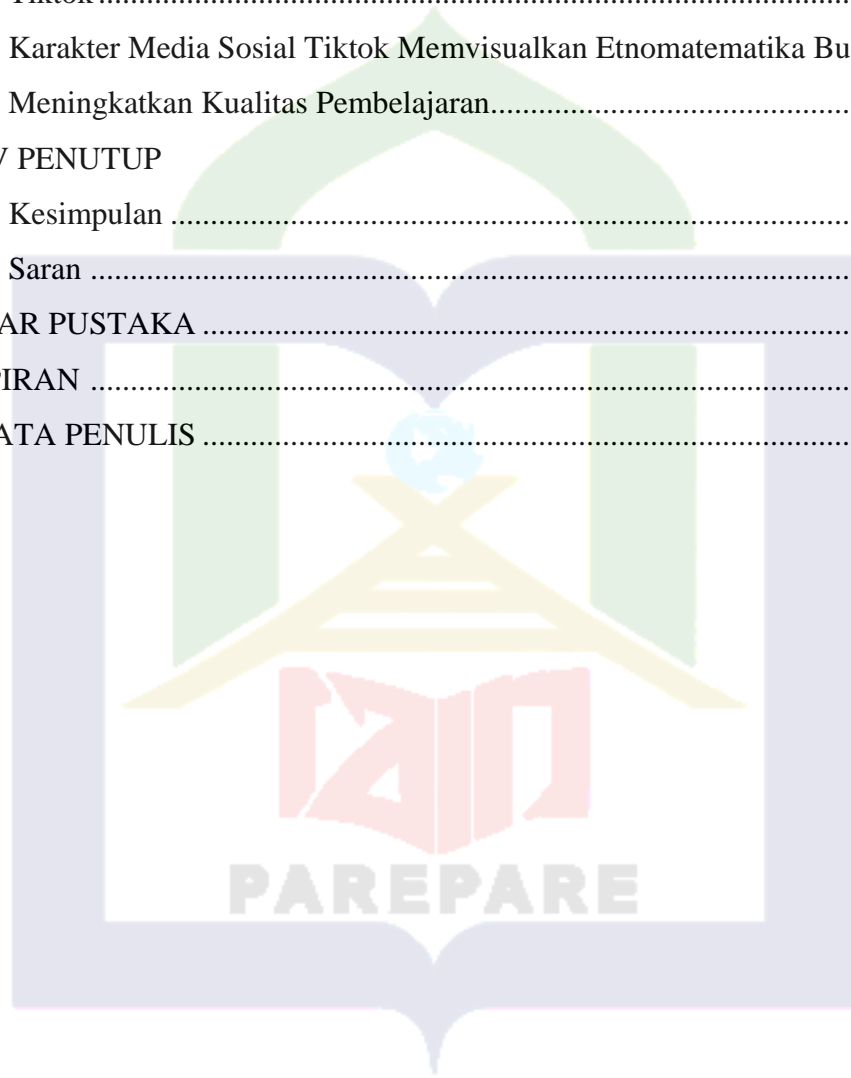 Tiktok ..............................................................................................
Karakter Media Sosial Tiktok Memvisualkan Etnomatematika Bu
Meningkatkan Kualitas Pembelajaran.............................................
V PENUTUP
Kesimpulan .....................................................................................
Saran ...............................................................................................
AR PUSTAKA .................................................................................
PIRAN ...............................................................................................
ATA PENULIS .................................................................................
PAREPARE